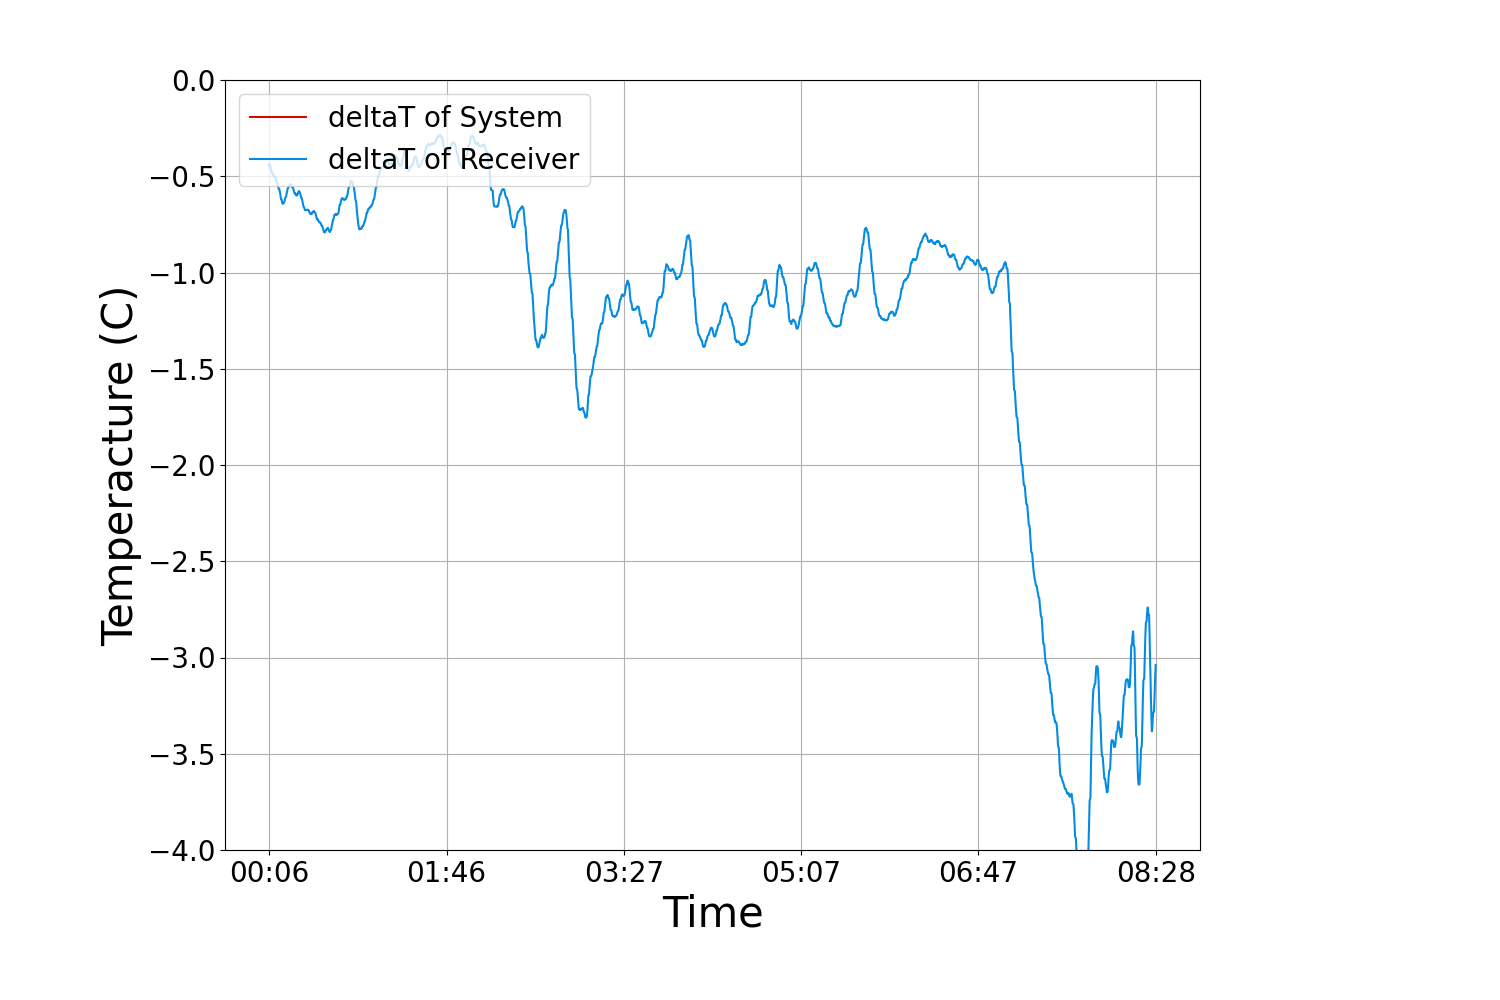 0.0
deltaT of System
deltaT of Receiver
−0.5
−1.0
−1.5
−2.0
−2.5
−3.0
−3.5
−4.0
Temperacture (C)
00:06 01:46 03:27 05:07 06:47 08:28
Time